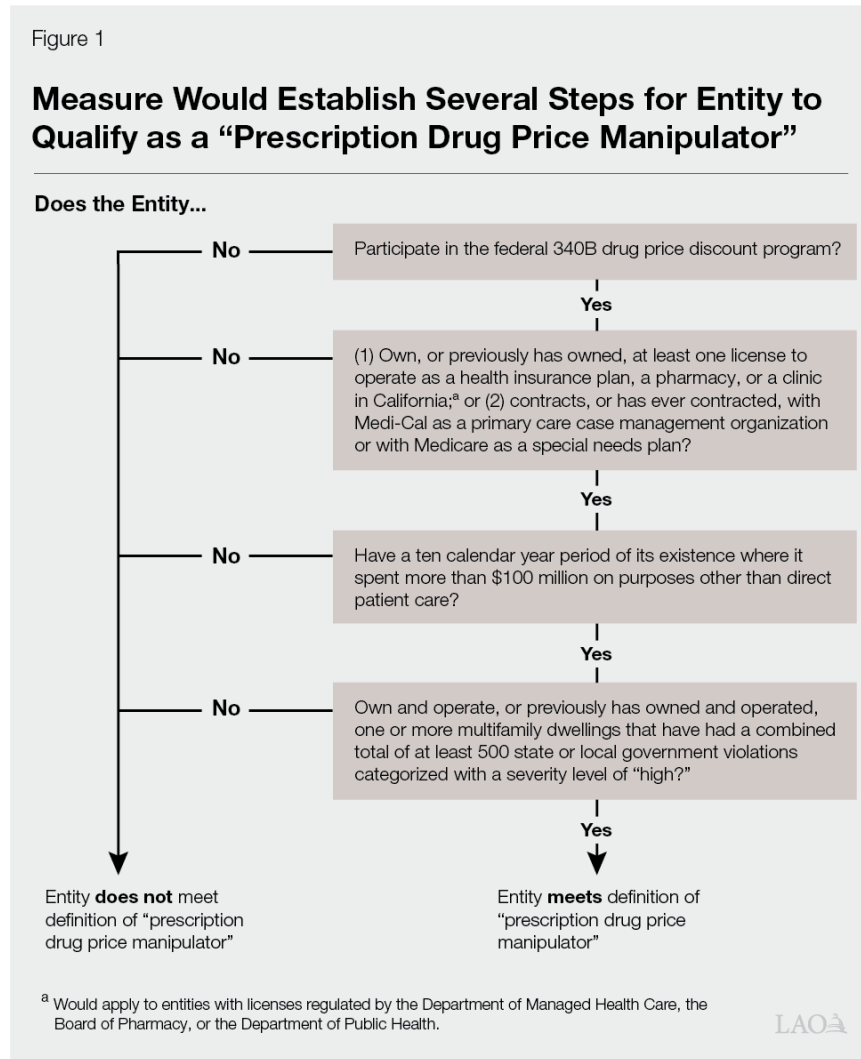 Figure 1
Measure Would Establish Several Steps for Entity to
Qualify as a “Prescription Drug Price Manipulator”
Does the Entity...
No
Participate in the federal 340B drug price discount program?
Yes
No
(1) Own, or previously has owned, at least one license to
operate as a health insurance plan, a pharmacy, or a clinic
in California;a or (2) contracts, or has ever contracted, with
Medi-Cal as a primary care case management organization
or with Medicare as a special needs plan?
Yes
No
Have a ten calendar year period of its existence where it
spent more than $100 million on purposes other than direct
patient care?
Yes
No
Own and operate, or previously has owned and operated,
one or more multifamily dwellings that have had a combined
total of at least 500 state or local government violations
categorized with a severity level of “high?”
Yes
Entity does not meet
definition of “prescription
drug price manipulator”
Entity meets definition of
“prescription drug price
manipulator”
a Would apply to entities with licenses regulated by the Department of Managed Health Care, the
Board of Pharmacy, or the Department of Public Health.
LAO